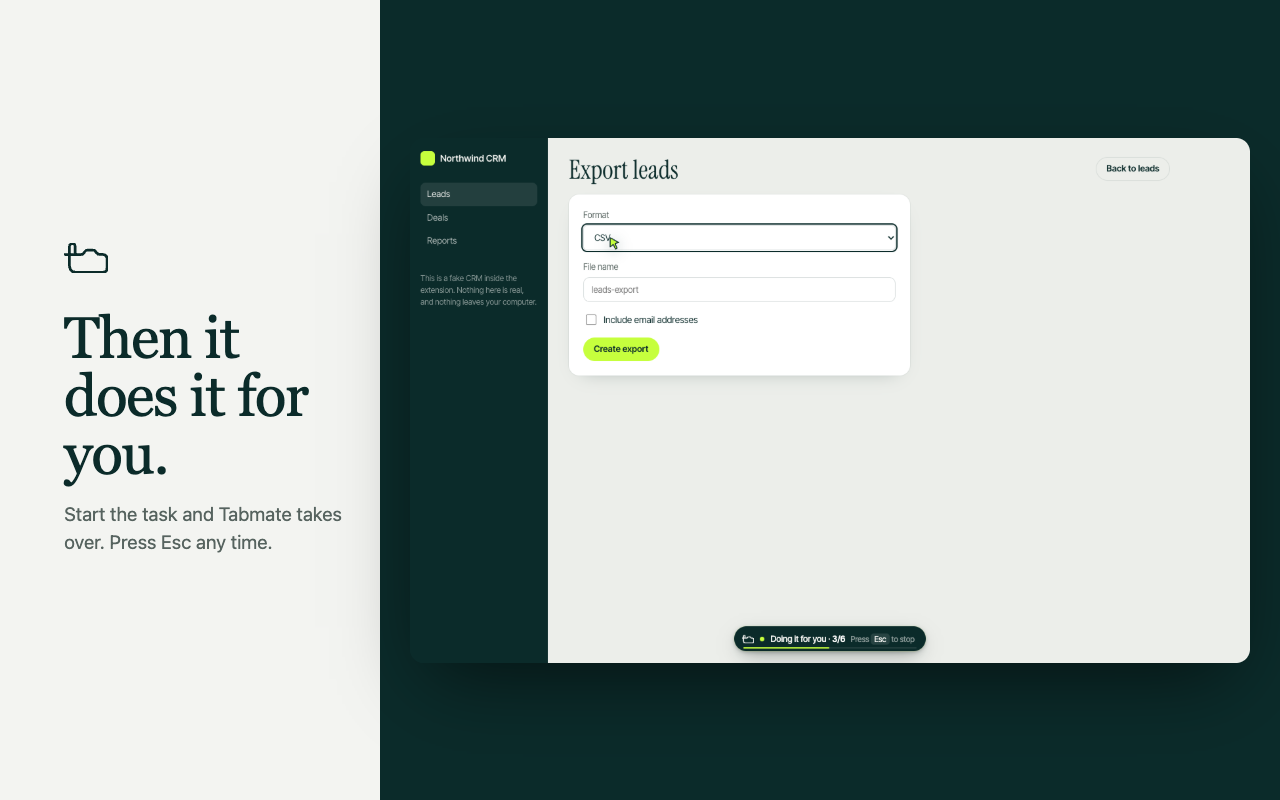 Then it
does it for
you.
Start the task and Tabmate takes
over. Press Esc any time.
Northwind CRM
Leads
Deals
Reports
This is a fake CRM inside the
extension. Nothing here is real,
and nothing leaves your computer.
Export leads
Back to leads
Format
CSV
File name
leads-export
Include email addresses
Create export
Doing it for you · 3/6 Press Esc to stop